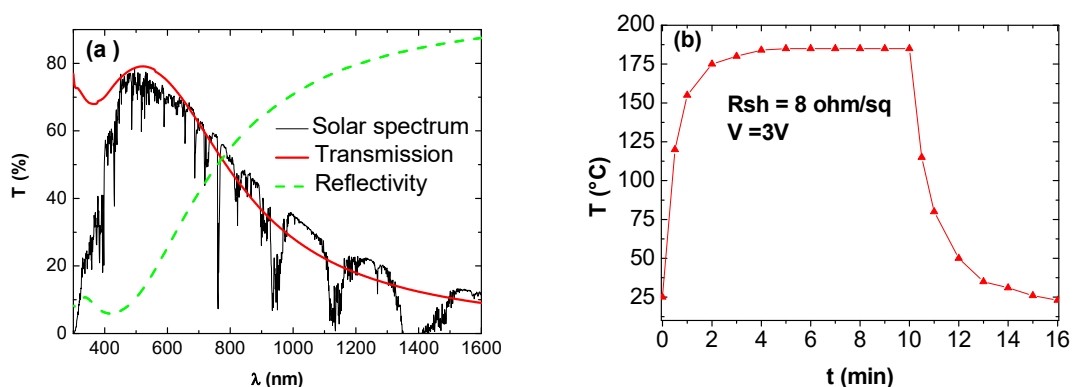 (a )
80
60
40
20
0
T (%)
Solar spectrum
Transmission
Reflectivity
400 600 800 1000 1200 1400 1600
λ (nm)
(b)
200
175
150
125
100
75
50
25
0
T (°C)
Rsh = 8 ohm/sq
V =3V
0 2 4 6 8 10 12 14 16
t (min)